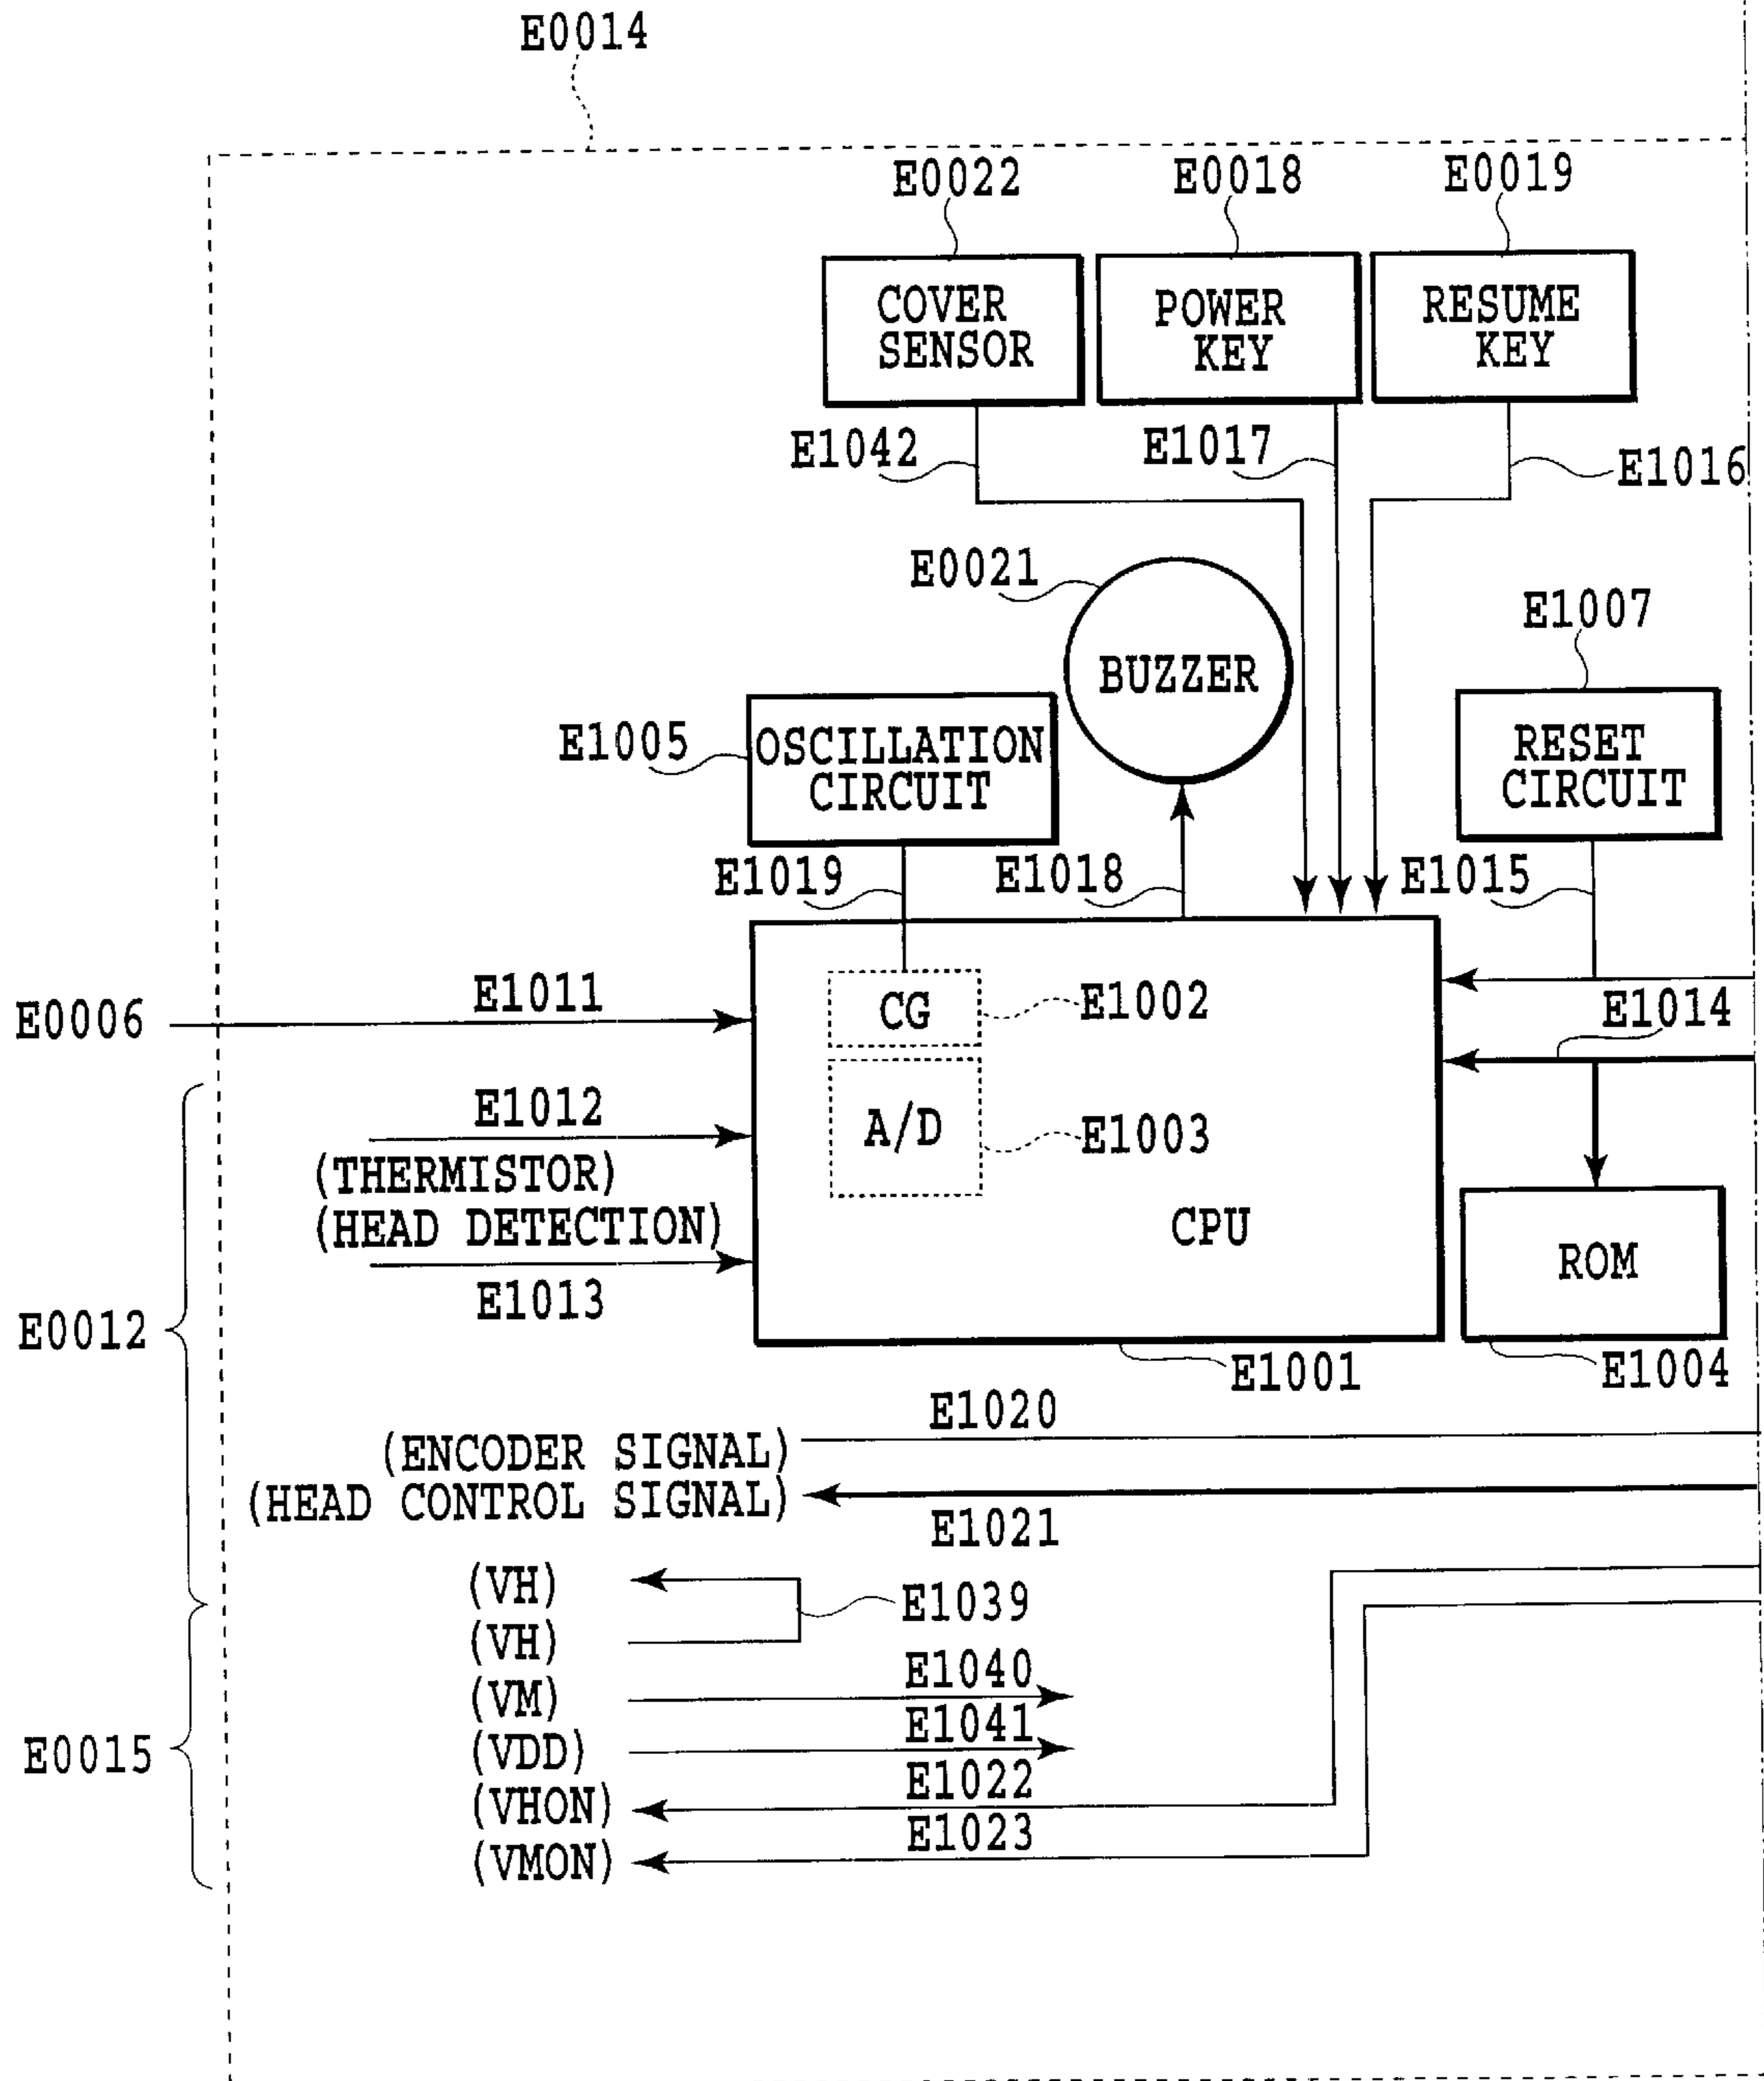 E0014
E0022
E0018
E0019
COVER
SENSOR
POWER
KEY
RESUME
KEY
E1042
E1017
E1016
E0021
BUZZER
E1007
E1005
OSCILLATION
CIRCUIT
RESET
CIRCUIT
E1019
E1018
E1015
E0006
E1011
CG
E1002
E1014
E1012
(THERMISTOR)
A/D
E1003
(HEAD DETECTION)
E1013
CPU
ROM
E0012
E1001
E1004
E1020
(ENCODER SIGNAL)
(HEAD CONTROL SIGNAL)
E1021
(VH)
E1039
(VH)
E1040
(VM)
E1041
E0015
(VDD)
E1022
(VHON)
E1023
(VMON)